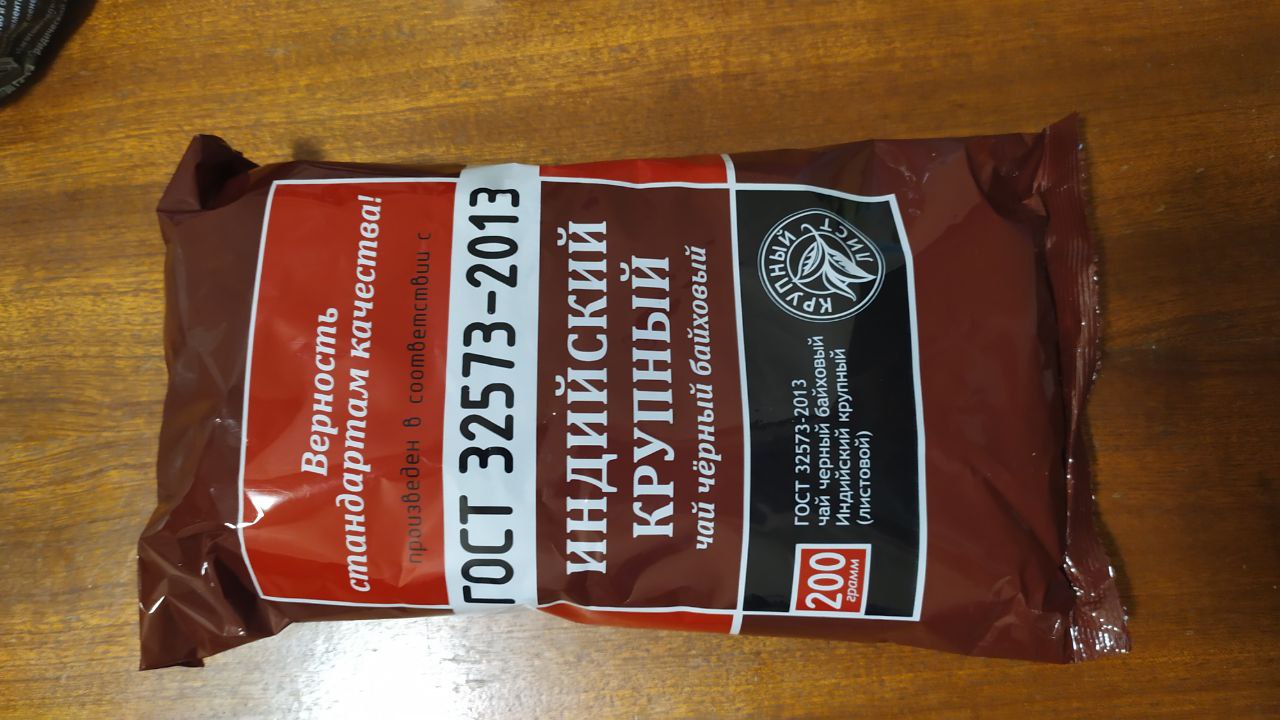 Верность
стандартам качества!
произведен в соответствии с
ГОСТ 32573-2013
ИНДИЙСКИЙ
КРУПНЫЙ
чай чёрный байховый
200
грамм
ГОСТ 32573-2013
чай черный байховый
Индийский крупный
(листовой)
КРУПНЫЙ ЛИСТ